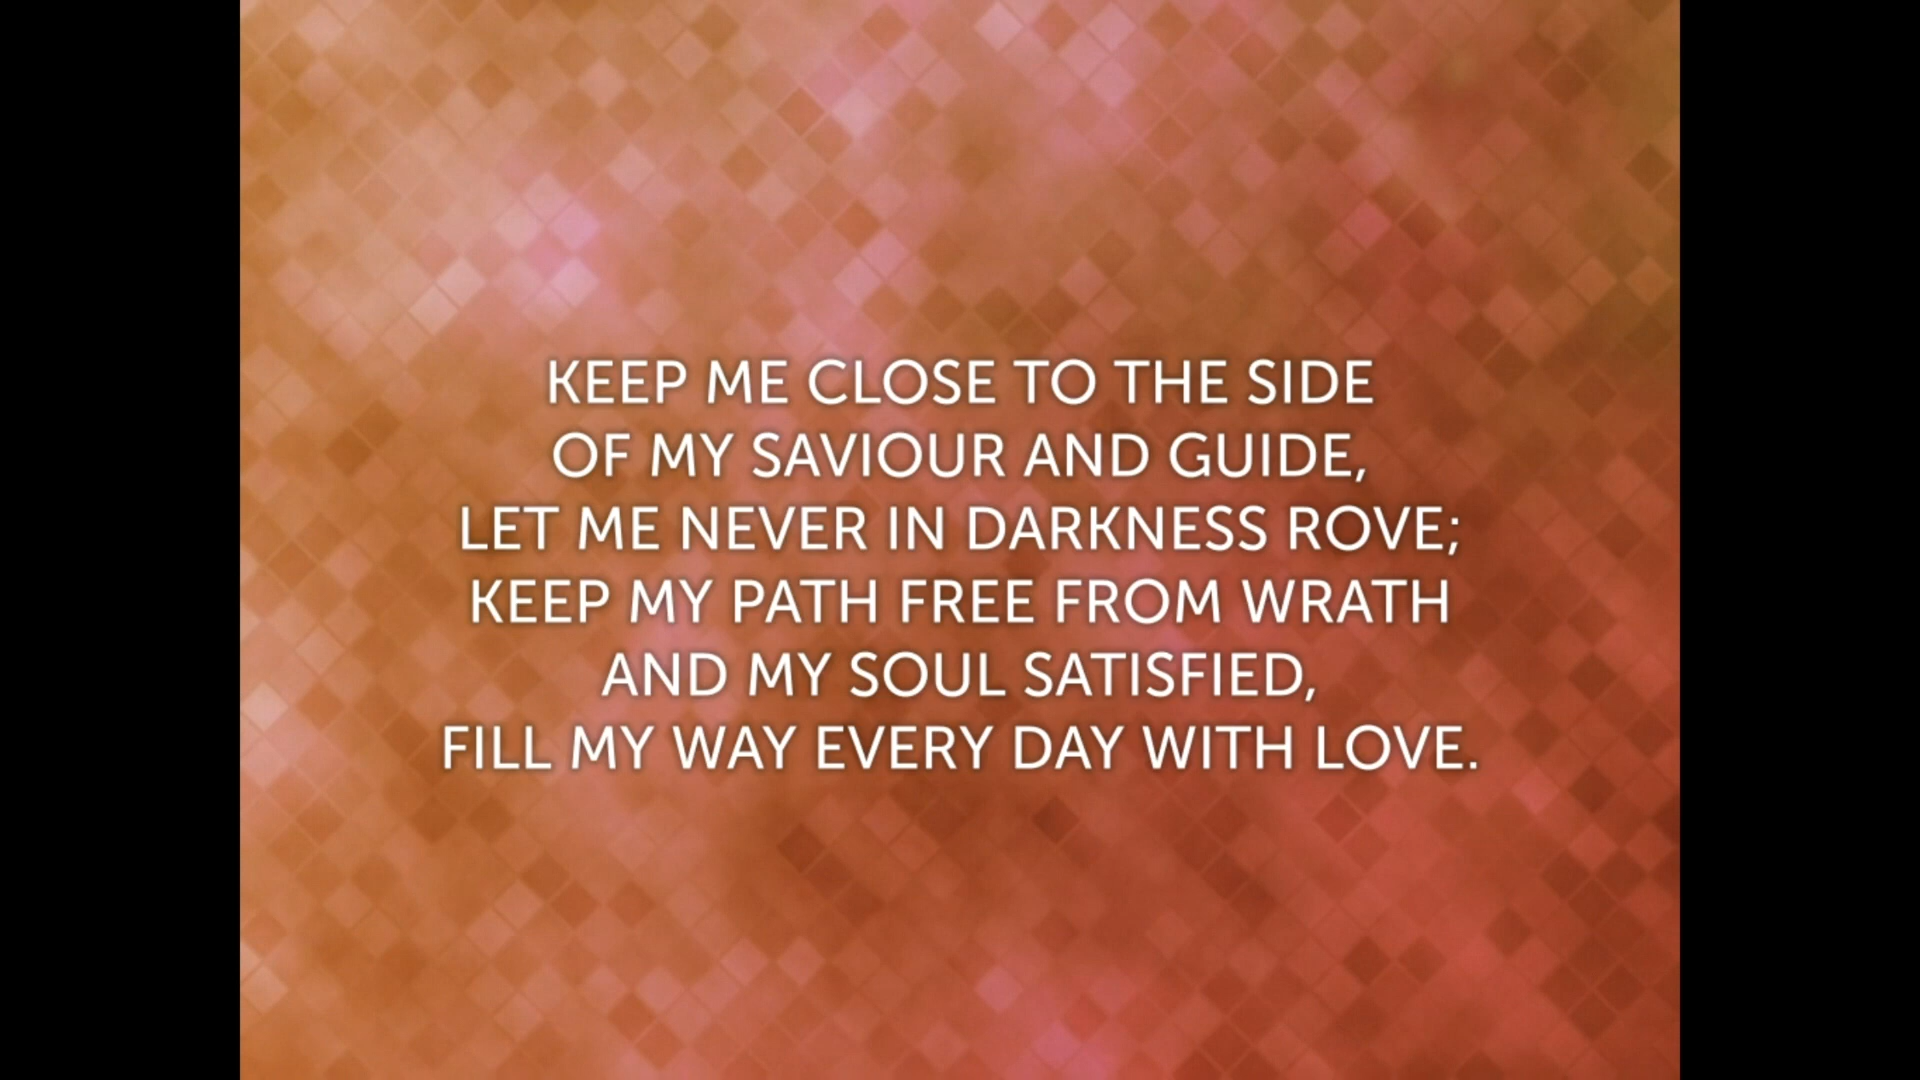 KEEP ME CLOSE TO THE SIDE
OF MY SAVIOUR AND GUIDE,
LET ME NEVER IN DARKNESS ROVE;
KEEP MY PATH FREE FROM WRATH
AND MY SOUL SATISFIED,
FILL MY WAY EVERY DAY WITH LOVE.